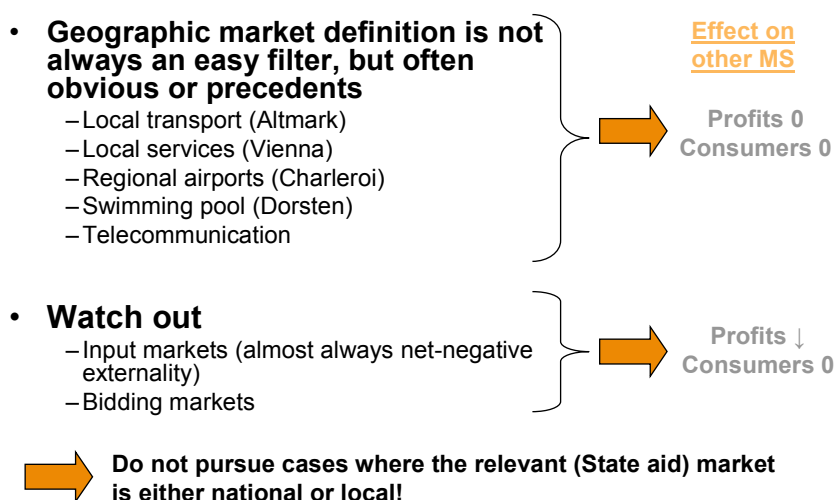 • Geographic market definition is not
always an easy filter, but often
obvious or precedents
–Local transport (Altmark)
–Local services (Vienna)
–Regional airports (Charleroi)
–Swimming pool (Dorsten)
–Telecommunication
Effect on
other MS
Profits 0
Consumers 0
• Watch out
–Input markets (almost always net-negative
externality)
–Bidding markets
Profits ↓
Consumers 0
Do not pursue cases where the relevant (State aid) market
is either national or local!